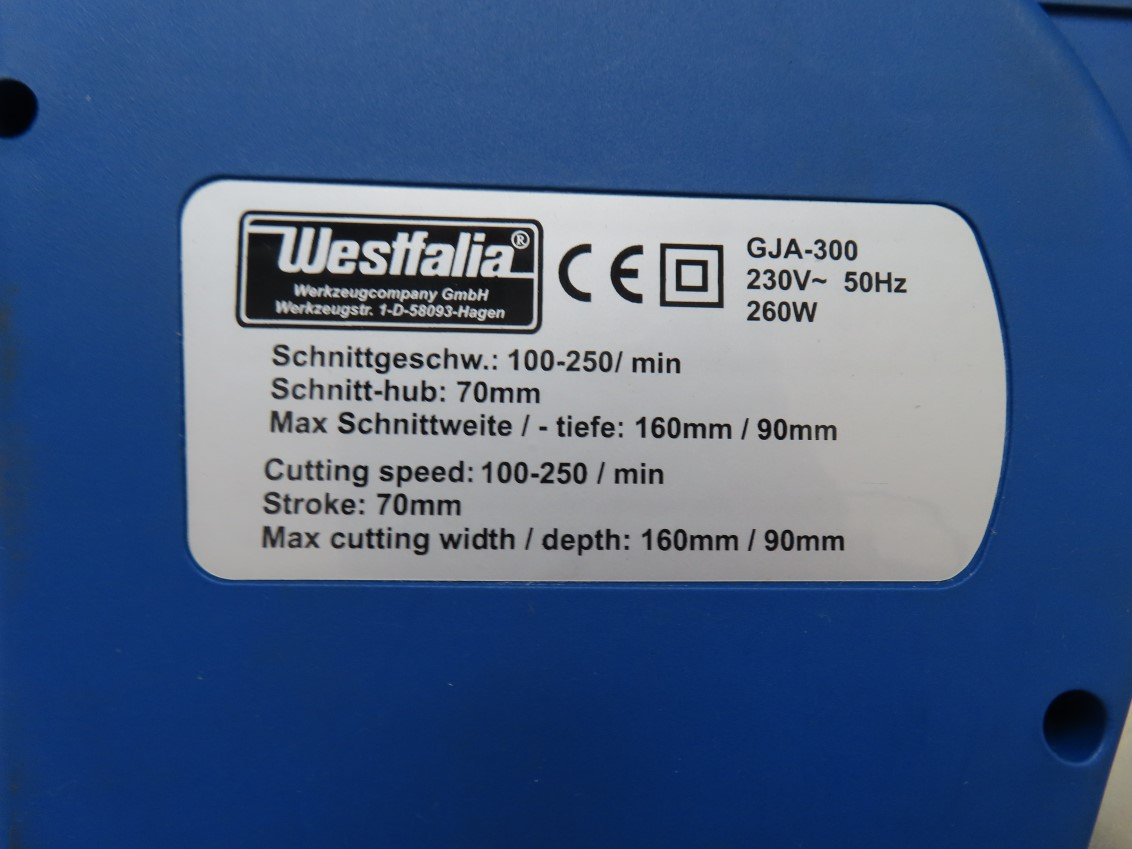 Westfalia®
Werkzeugcompany GmbH
Werkzeugstr. 1-D-58093-Hagen
CE
GJA-300
230V~ 50Hz
260W
Schnittgeschw.: 100-250/ min
Schnitt-hub: 70mm
Max Schnittweite / - tiefe: 160mm / 90mm
Cutting speed: 100-250 / min
Stroke: 70mm
Max cutting width / depth: 160mm / 90mm